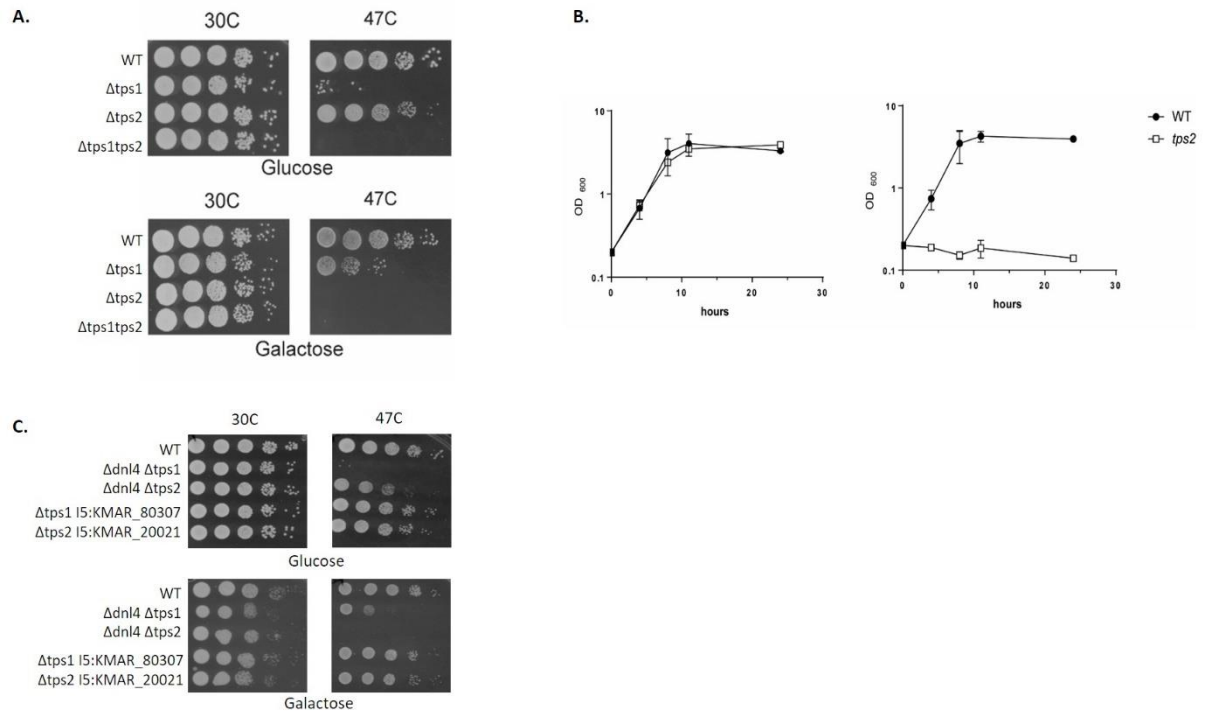 A.
30C 47C
WT
Δtps1
Δtps2
Δtps1tps2
Glucose
30C 47C
WT
Δtps1
Δtps2
Δtps1tps2
Galactose
B.
10
1
0.1
OD 600
0 10 20 30
hours
10
1
0.1
OD 600
0 10 20 30
hours
WT
tps2
C.
30C 47C
WT
Δdnl4 Δtps1
Δdnl4 Δtps2
Δtps1 I5:KMAR_80307
Δtps2 I5:KMAR_20021
Glucose
WT
Δdnl4 Δtps1
Δdnl4 Δtps2
Δtps1 I5:KMAR_80307
Δtps2 I5:KMAR_20021
Galactose